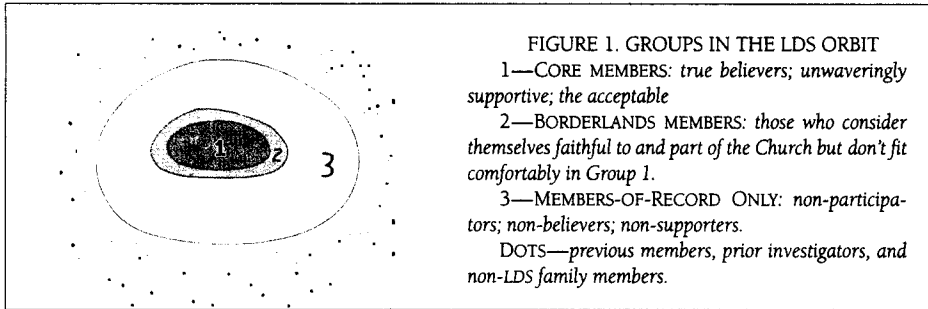 FIGURE 1. GROUPS IN THE LDS ORBIT
1—CORE MEMBERS: true believers; unwaveringly
supportive; the acceptable
2—BORDERLANDS MEMBERS: those who consider
themselves faithful to and part of the Church but don't fit
comfortably in Group 1.
3—MEMBERS-OF-RECORD ONLY: non-participa-
tors; non-believers; non-supporters.
DOTS—previous members, prior investigators, and
non-LDS family members.
1
2
3